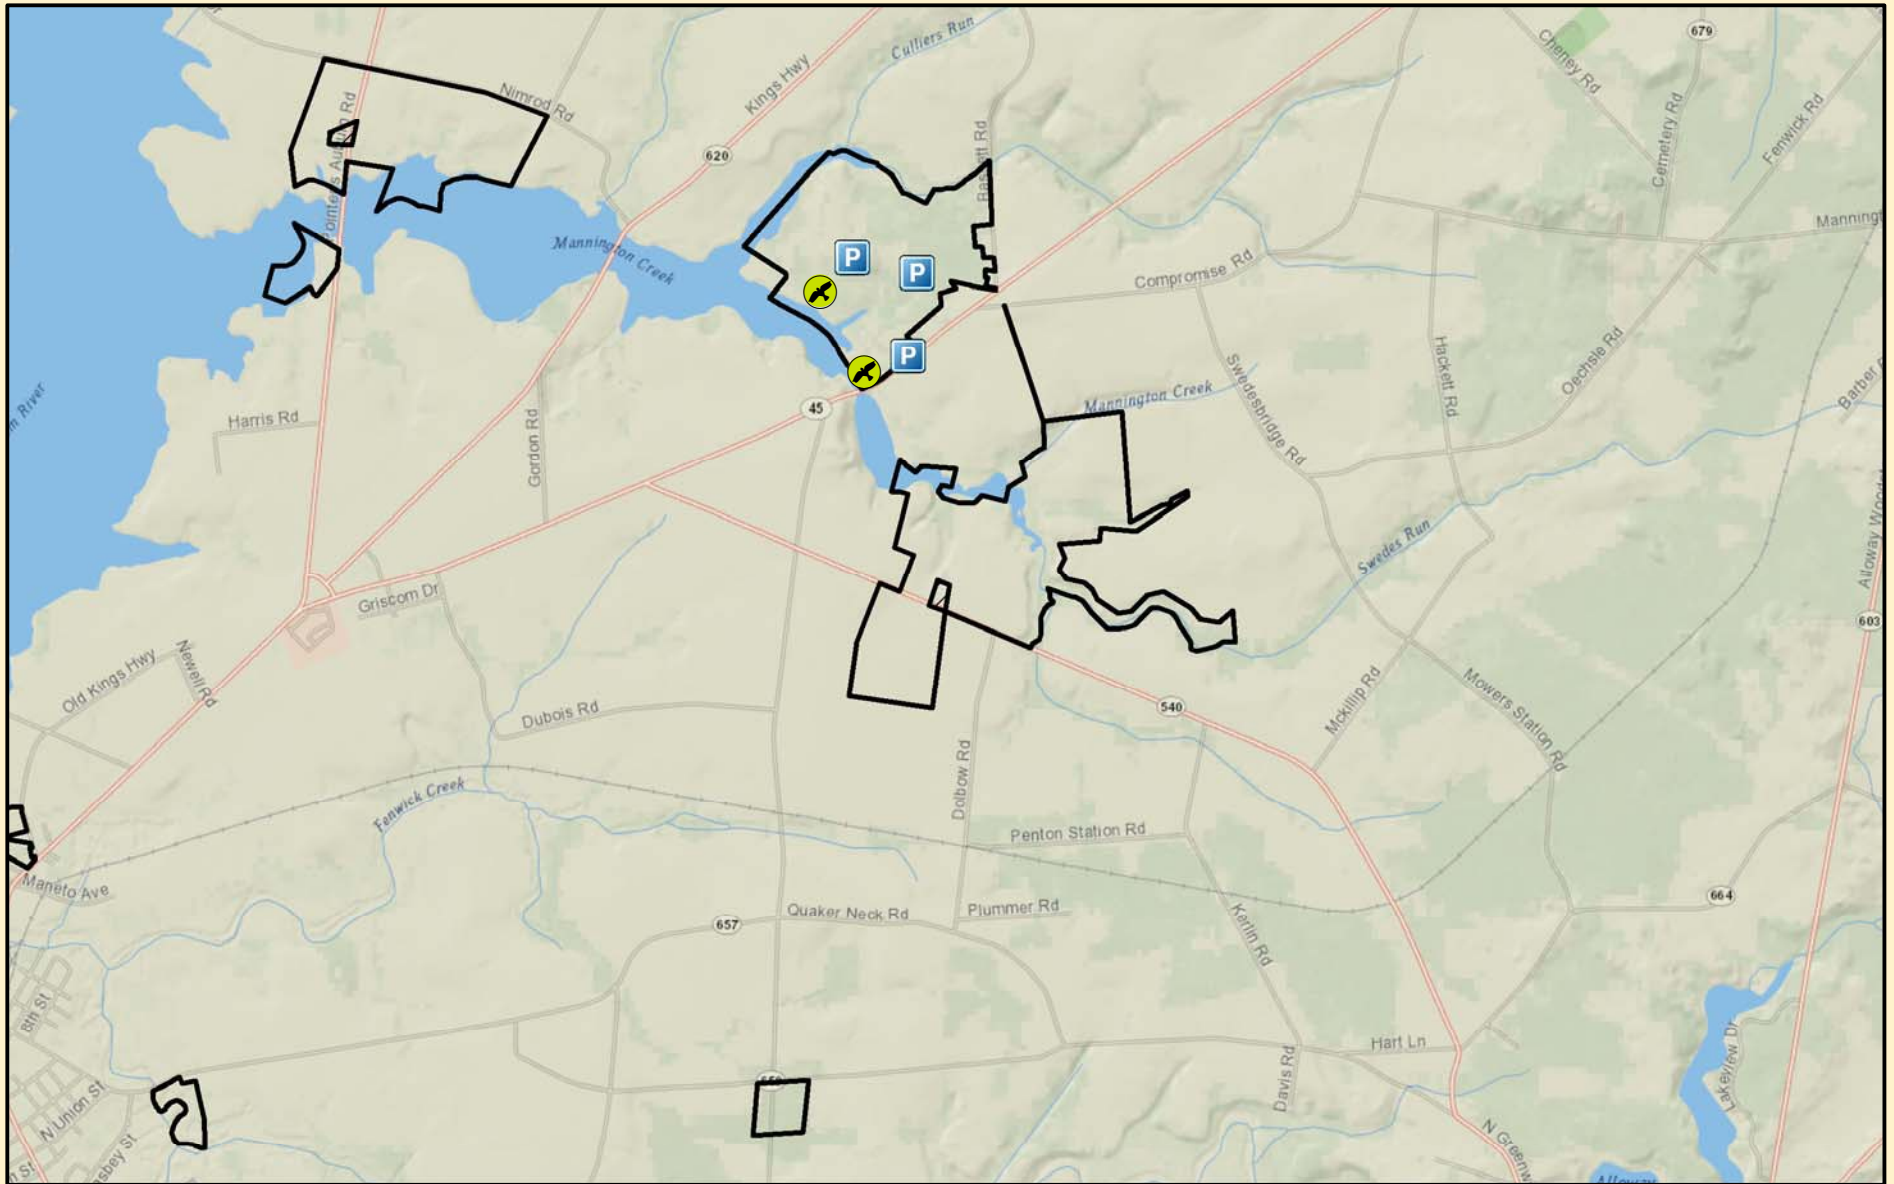 Culliers Run
679
Cheney Rd
Kings Hwy
Nimrod Rd
Cemetery Rd
Fenwick Rd
620
Bassett Rd
Mannington Creek
P
P
P
Compromise Rd
Oechsle Rd
Hackett Rd
Swedesbridge Rd
Mannington Creek
45
Harris Rd
Gordon Rd
Swedes Run
Griscom Dr
603
Newell Rd
Old Kings Hwy
Mckillip Rd
Mowers Station Rd
540
Dubois Rd
Dolbow Rd
Fenwick Creek
Penton Station Rd
Maneto Ave
664
Quaker Neck Rd
Plummer Rd
657
Kerlin Rd
8th St
Hart Ln
Davis Rd
Lakeview Dr
N Union St
Alloway